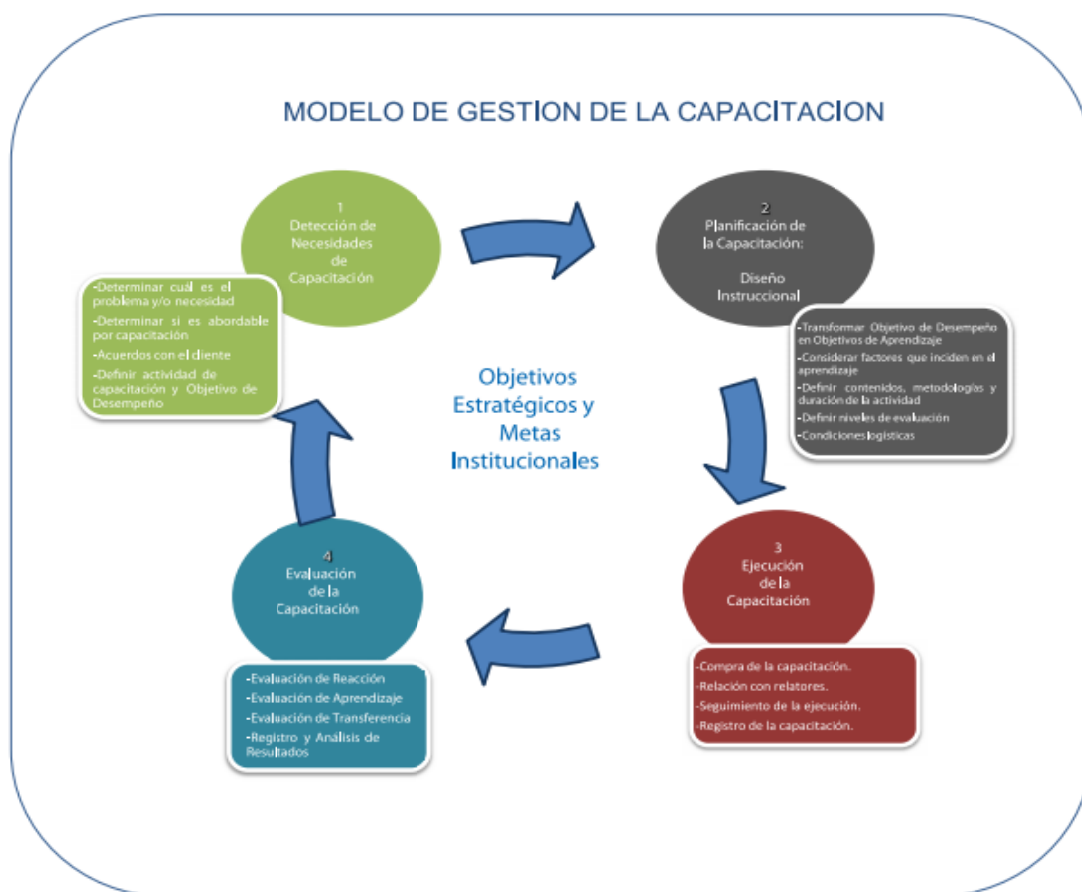 MODELO DE GESTION DE LA CAPACITACION
1
Detección de
Necesidades
de
Capacitación
-Determinar cuál es el
problema y/o necesidad
-Determinar si es abordable
por capacitación
-Acuerdos con el cliente
-Definir actividad de
capacitación y Objetivo de
Desempeño
2
Planificación de
la Capacitación:
Diseño
Instruccional
-Transformar Objetivo de Desempeño
en Objetivos de Aprendizaje
-Considerar factores que inciden en el
aprendizaje
-Definir contenidos, metodologías y
duración de la actividad
-Definir niveles de evaluación
-Condiciones logísticas
Objetivos
Estratégicos y
Metas
Institucionales
3
Ejecución
de la
Capacitación
-Compra de la capacitación.
-Relación con relatores.
-Seguimiento de la ejecución.
-Registro de la capacitación.
4
Evaluación
de la
Capacitación
-Evaluación de Reacción
-Evaluación de Aprendizaje
-Evaluación de Transferencia
-Registro y Análisis de
Resultados